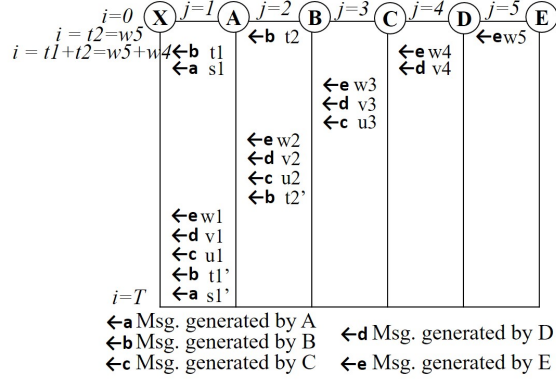 i=0 X j=1 A j=2 B j=3 C j=4 D j=5 E
i = t2=w5 ←b t2 ←e w5
i = t1+t2=w5+w4 ←b t1 ←e w4
←a s1 ←d v4
←e w3
←d v3
←c u3
←e w2
←d v2
←c u2
←b t2’
←e w1
←d v1
←c u1
←b t1’
i=T ←a s1’
←a Msg. generated by A
←b Msg. generated by B
←c Msg. generated by C
←d Msg. generated by D
←e Msg. generated by E